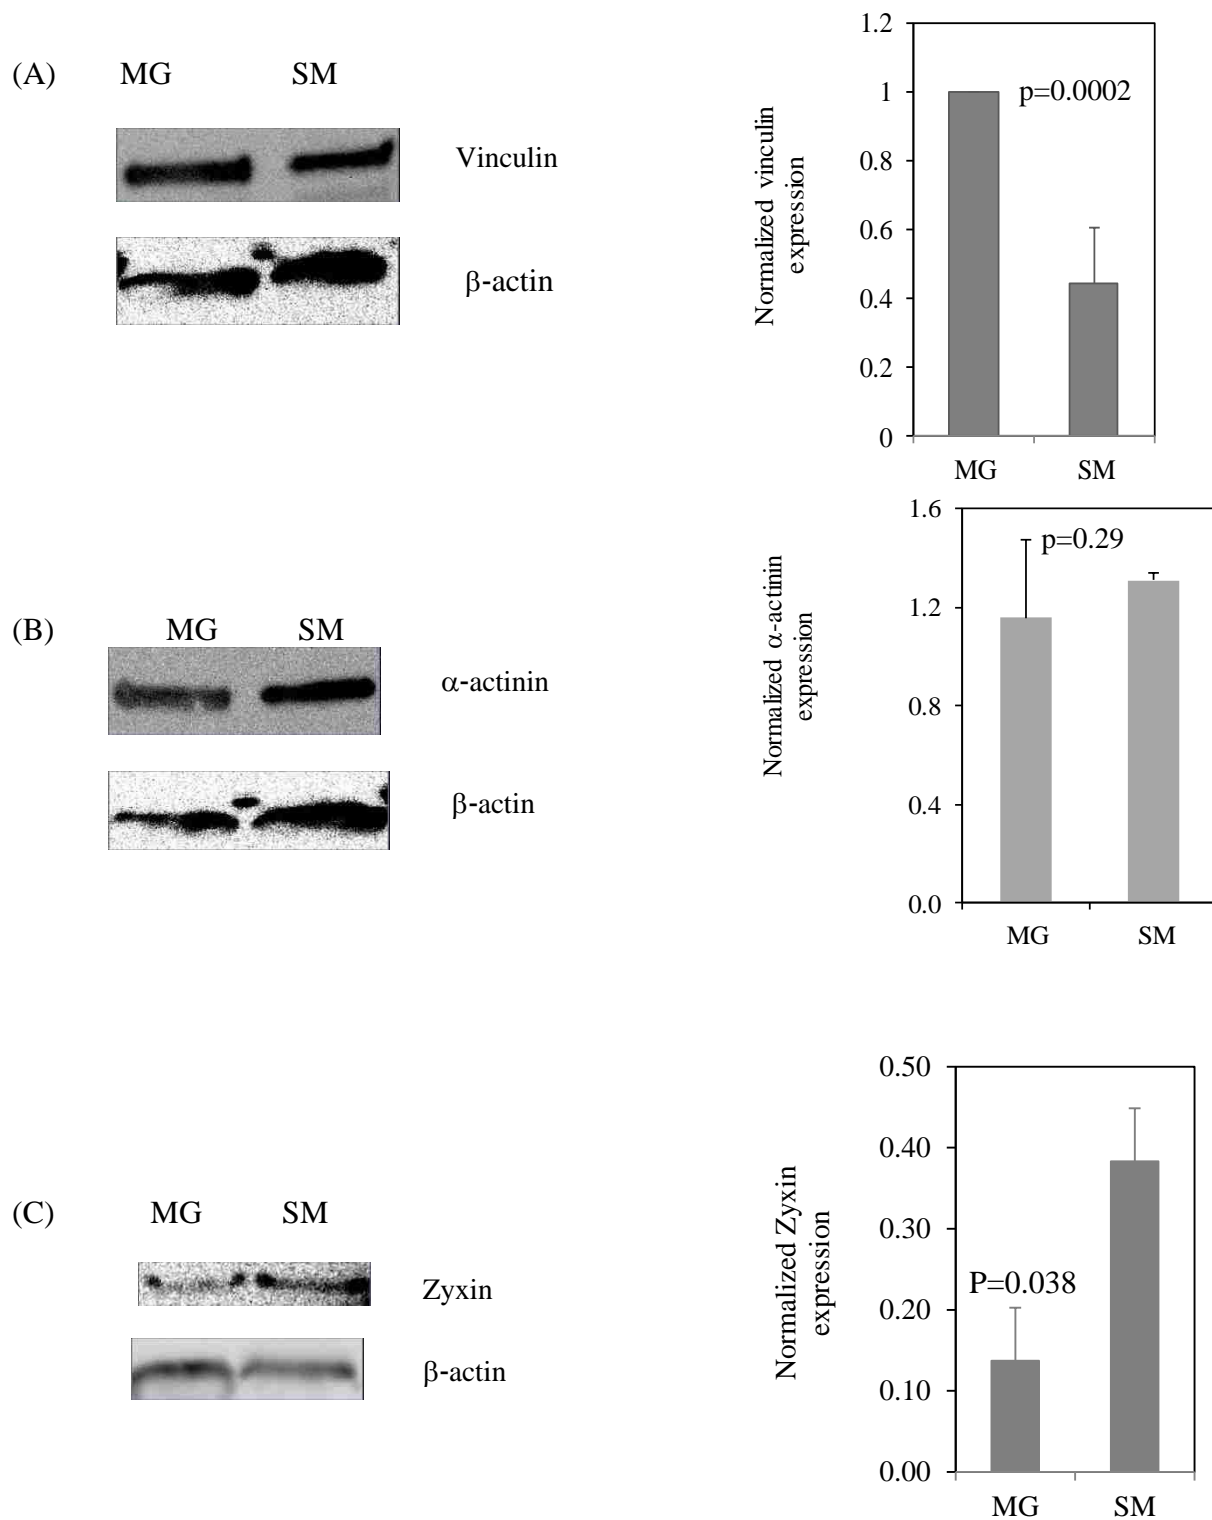 (A)
MG SM
Vinculin
β-actin
Normalized vinculin
expression
1.2
1
0.8
0.6
0.4
0.2
0
p=0.0002
MG SM
(B)
MG SM
α-actinin
β-actin
Normalized α-actinin
expression
1.6
1.2
0.8
0.4
0.0
p=0.29
MG SM
(C)
MG SM
Zyxin
β-actin
Normalized Zyxin
expression
0.50
0.40
0.30
0.20
0.10
0.00
P=0.038
MG SM